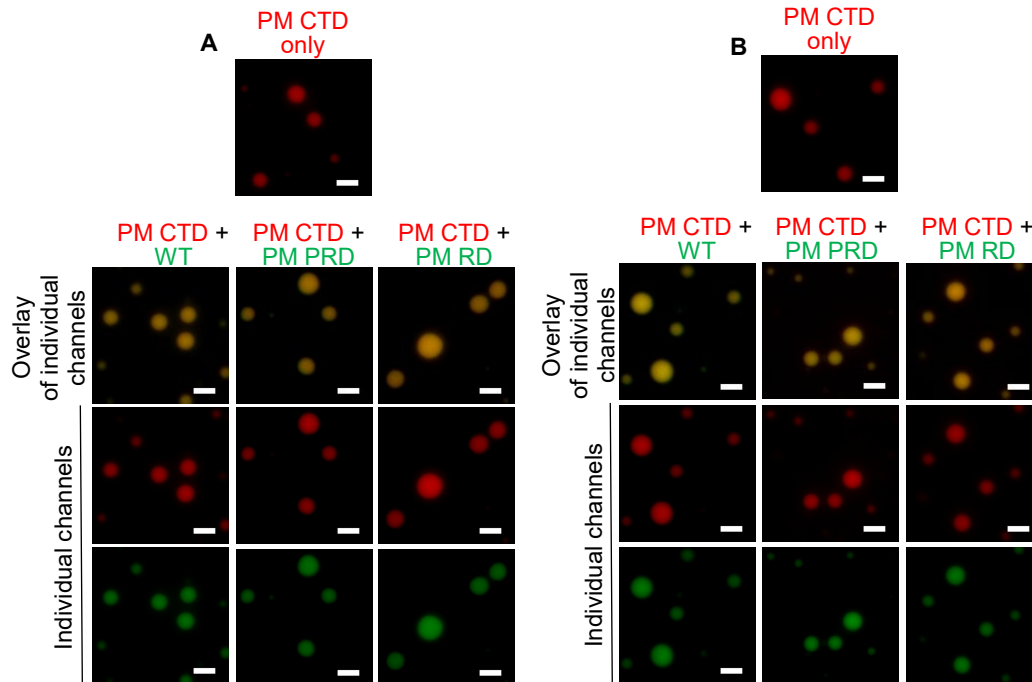 A
PM CTD
only
PM CTD +
WT
PM CTD +
PM PRD
PM CTD +
PM RD
Overlay
of individual
channels
Individual channels
B
PM CTD
only
PM CTD +
WT
PM CTD +
PM PRD
PM CTD +
PM RD
Overlay
of individual
channels
Individual channels